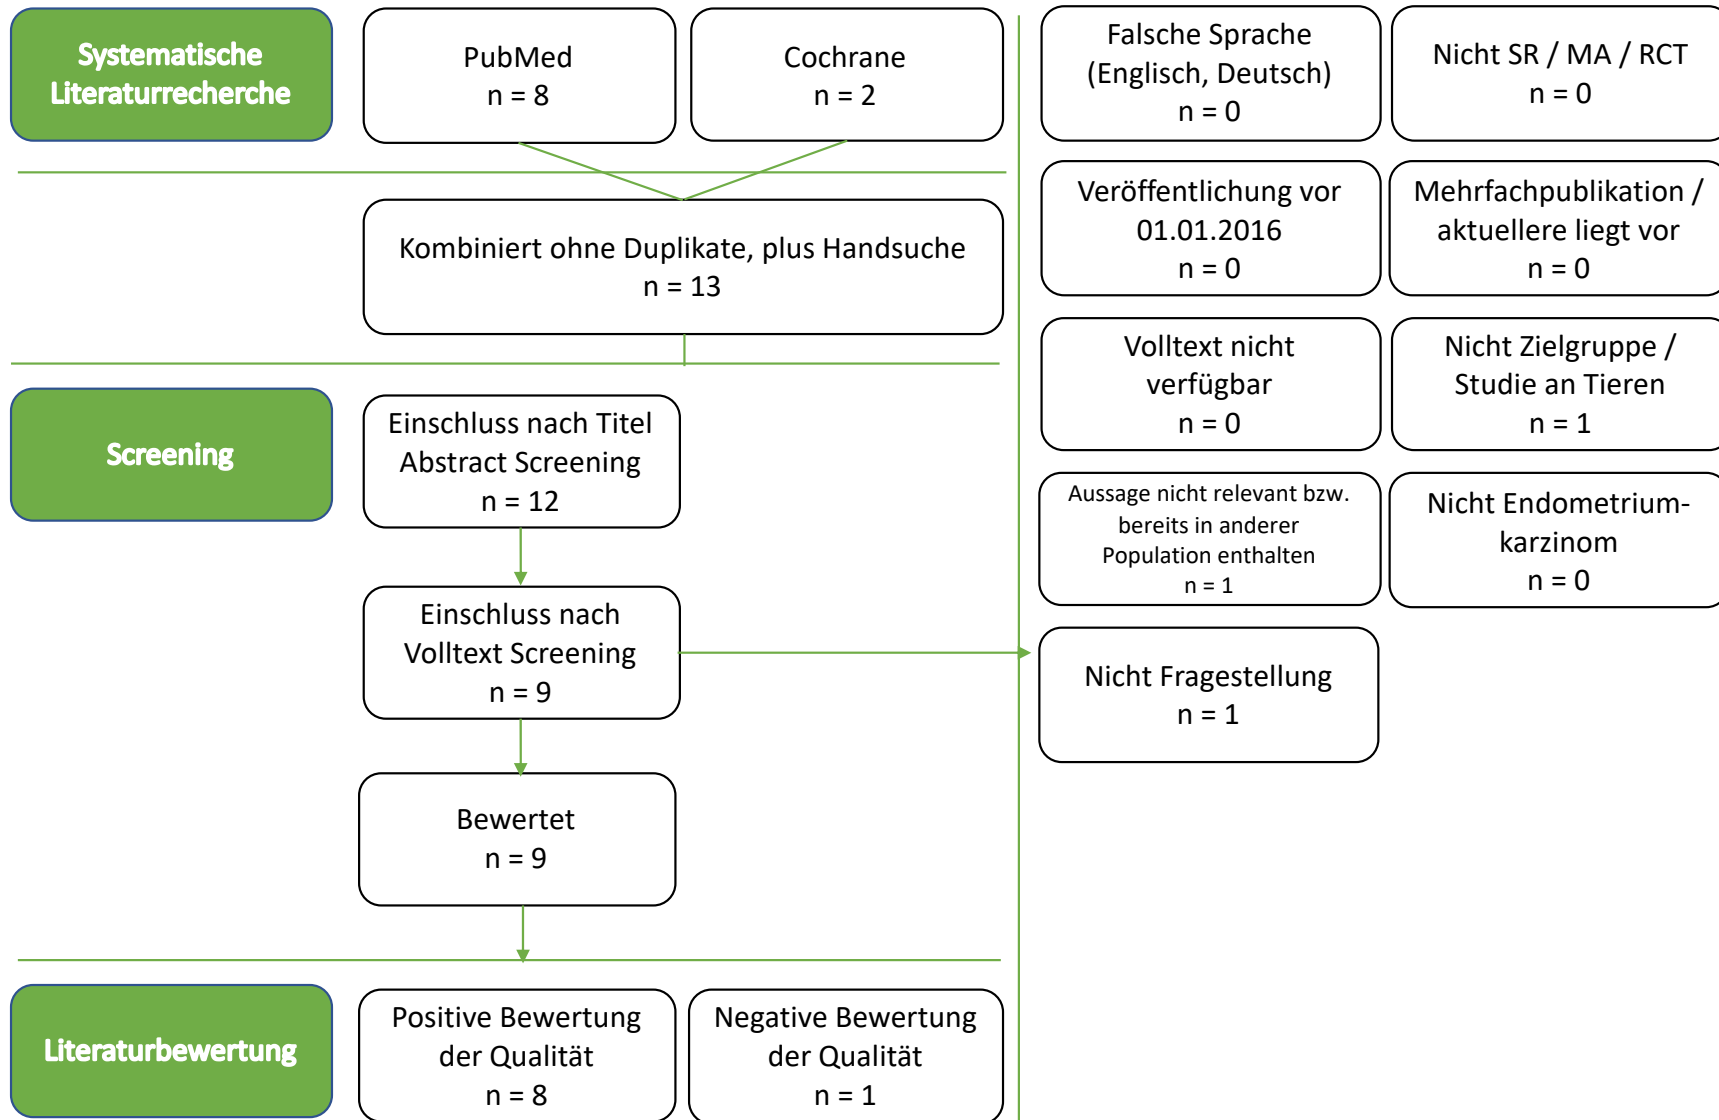 Systematische
Literaturrecherche
PubMed
n = 8
Cochrane
n = 2
Kombiniert ohne Duplikate, plus Handsuche
n = 13
Screening
Einschluss nach Titel
Abstract Screening
n = 12
Einschluss nach
Volltext Screening
n = 9
Bewertet
n = 9
Literaturbewertung
Positive Bewertung
der Qualität
n = 8
Negative Bewertung
der Qualität
n = 1
Falsche Sprache
(Englisch, Deutsch)
n = 0
Nicht SR / MA / RCT
n = 0
Veröffentlichung vor
01.01.2016
n = 0
Mehrfachpublikation /
aktuellere liegt vor
n = 0
Volltext nicht
verfügbar
n = 0
Nicht Zielgruppe /
Studie an Tieren
n = 1
Aussage nicht relevant bzw.
bereits in anderer
Population enthalten
n = 1
Nicht Endometrium-
karzinom
n = 0
Nicht Fragestellung
n = 1